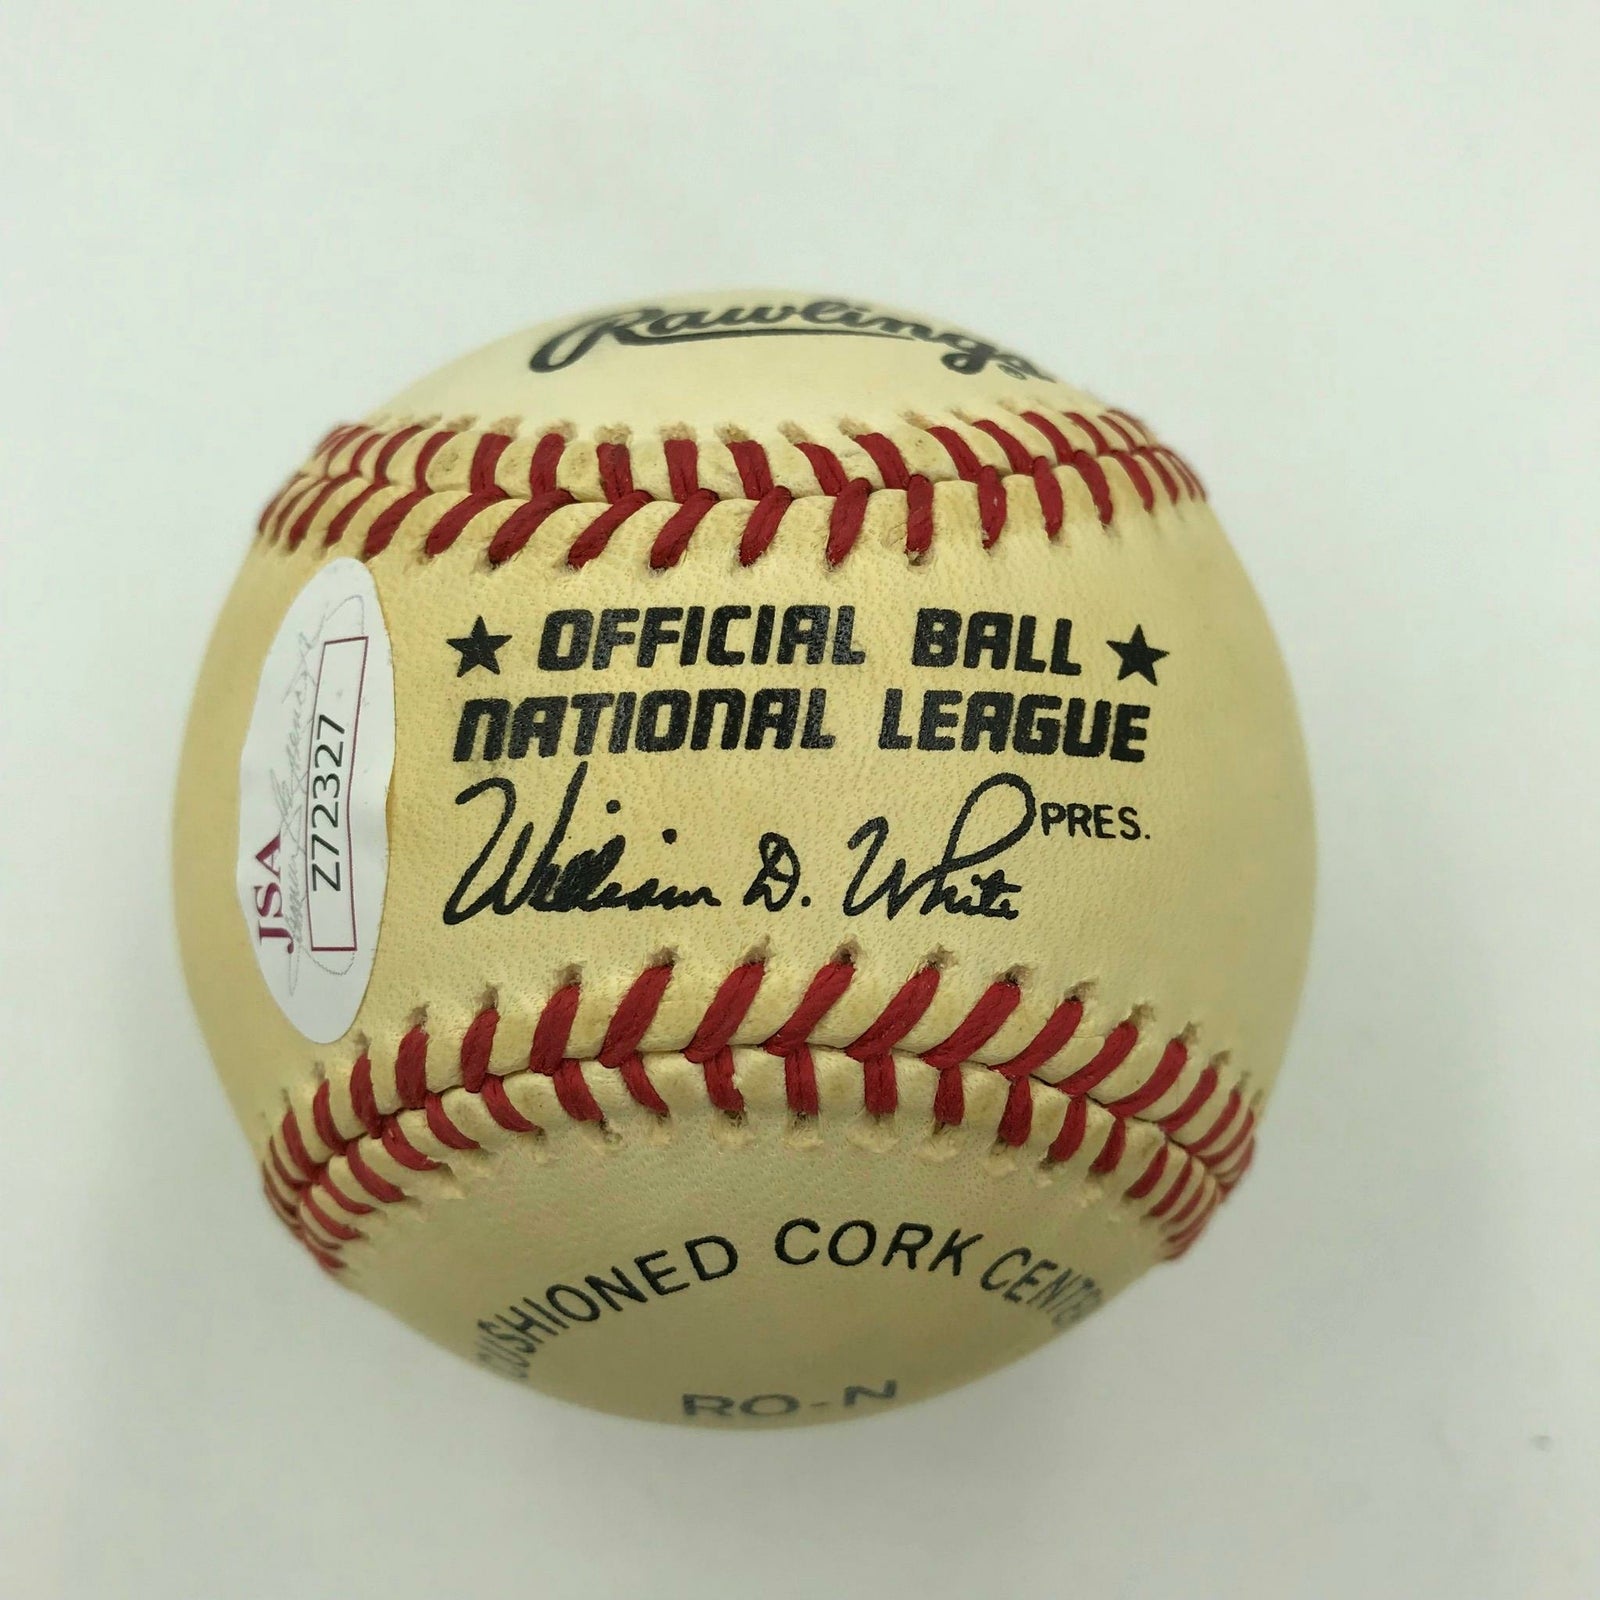 Rawlings
★ OFFICIAL BALL ★
NATIONAL LEAGUE
William D. White PRES.
CUSHIONED CORK CENTER
RO-N
JSA
Z72327